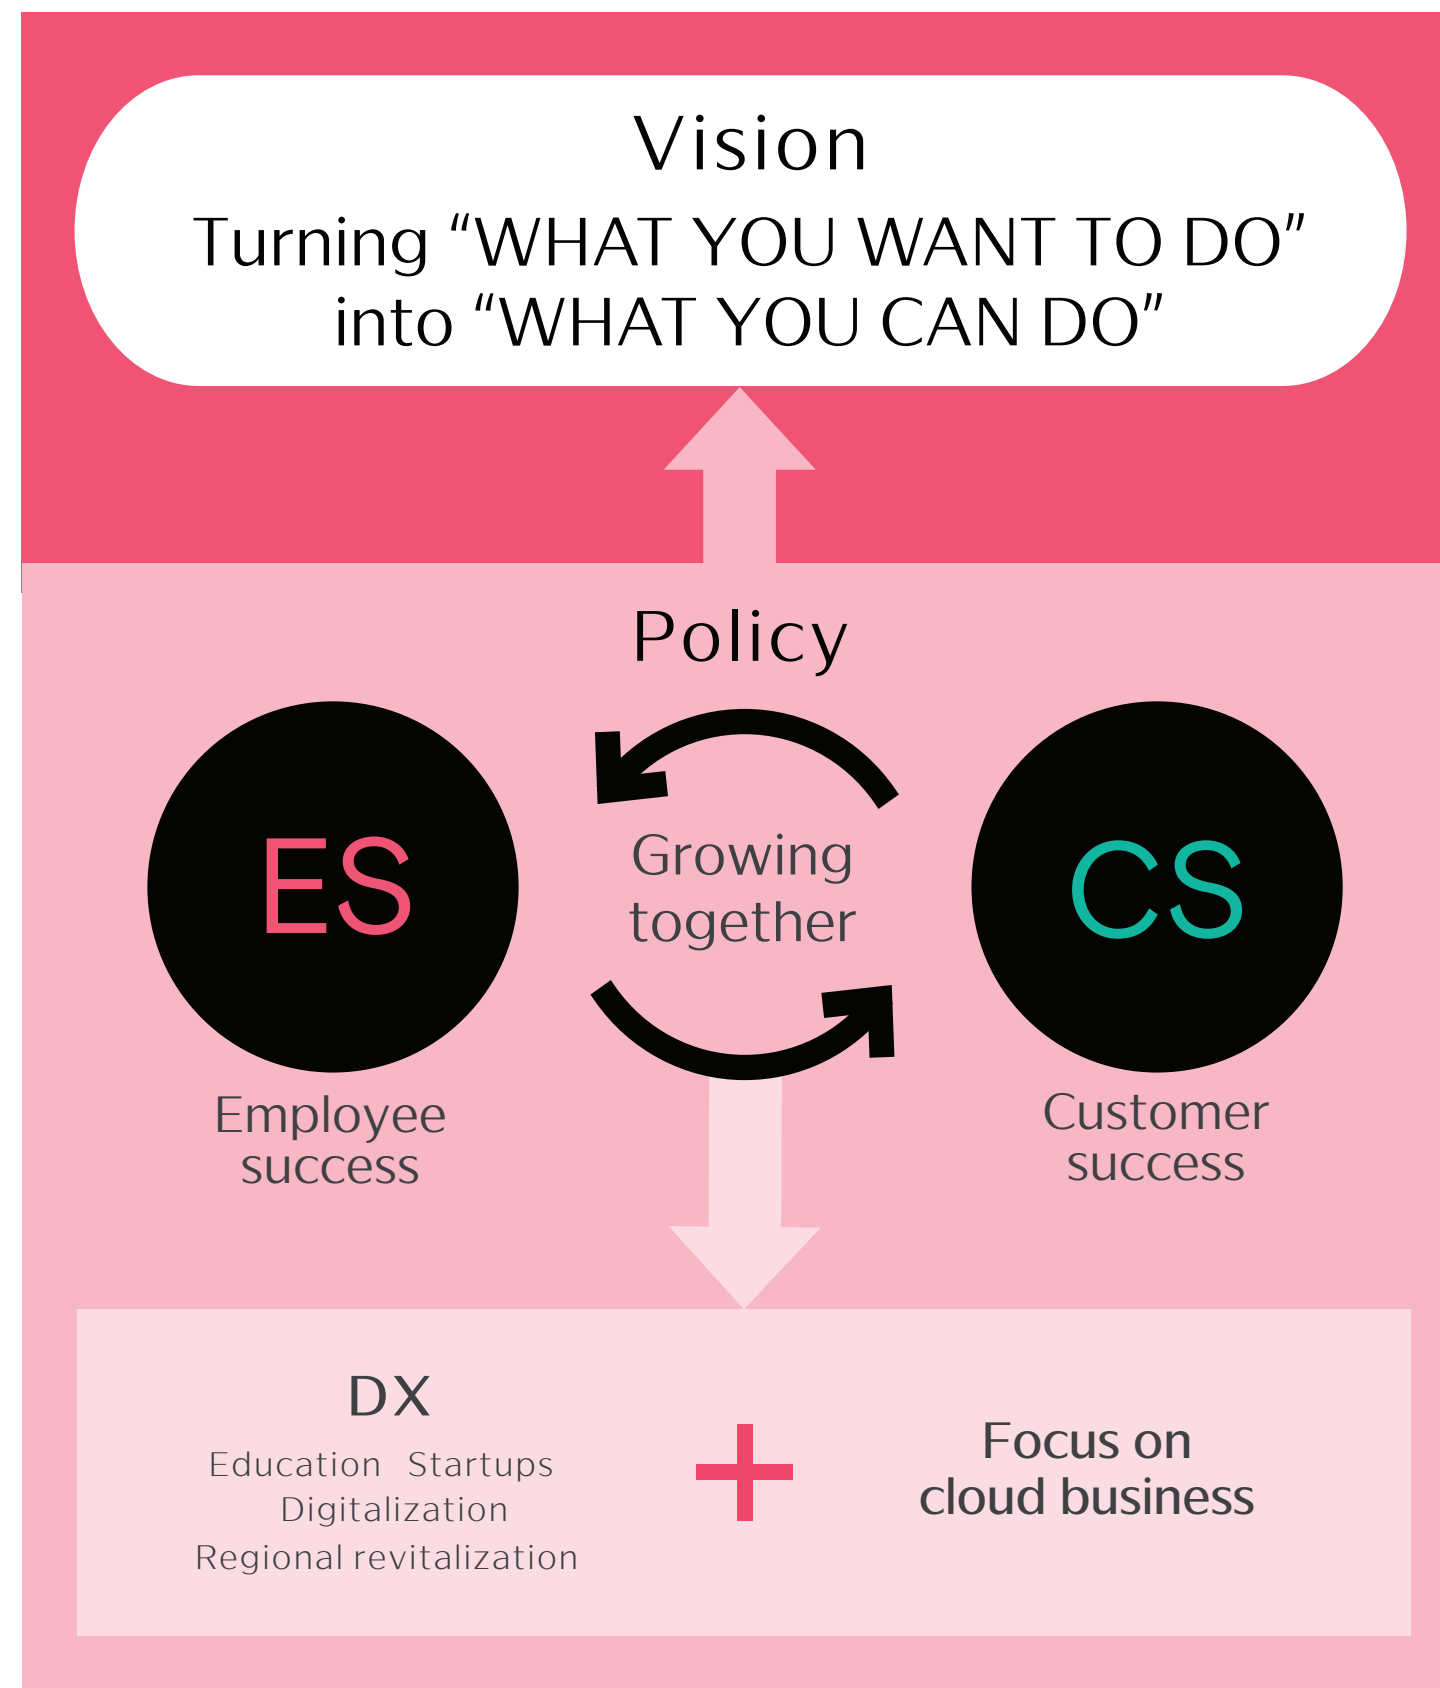 Vision
Turning “WHAT YOU WANT TO DO”
into “WHAT YOU CAN DO”
Policy
ES
Employee
success
Growing
together
CS
Customer
success
DX
Education Startups
Digitalization
Regional revitalization
Focus on
cloud business